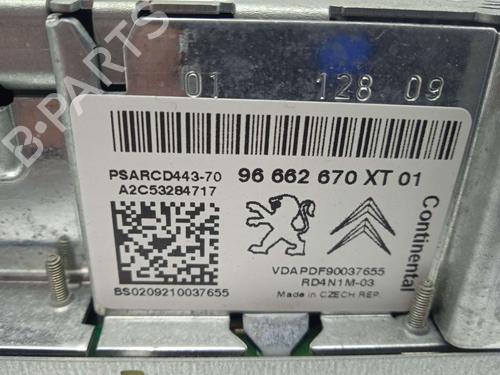 B-PARTS
01 128 09
PSARCD443-70 96 662 670 XT 01
A2C53284717
Continental
VDAPDF90037655
RD4N1M-03
BS0209210037655 Made in CZECH REP.